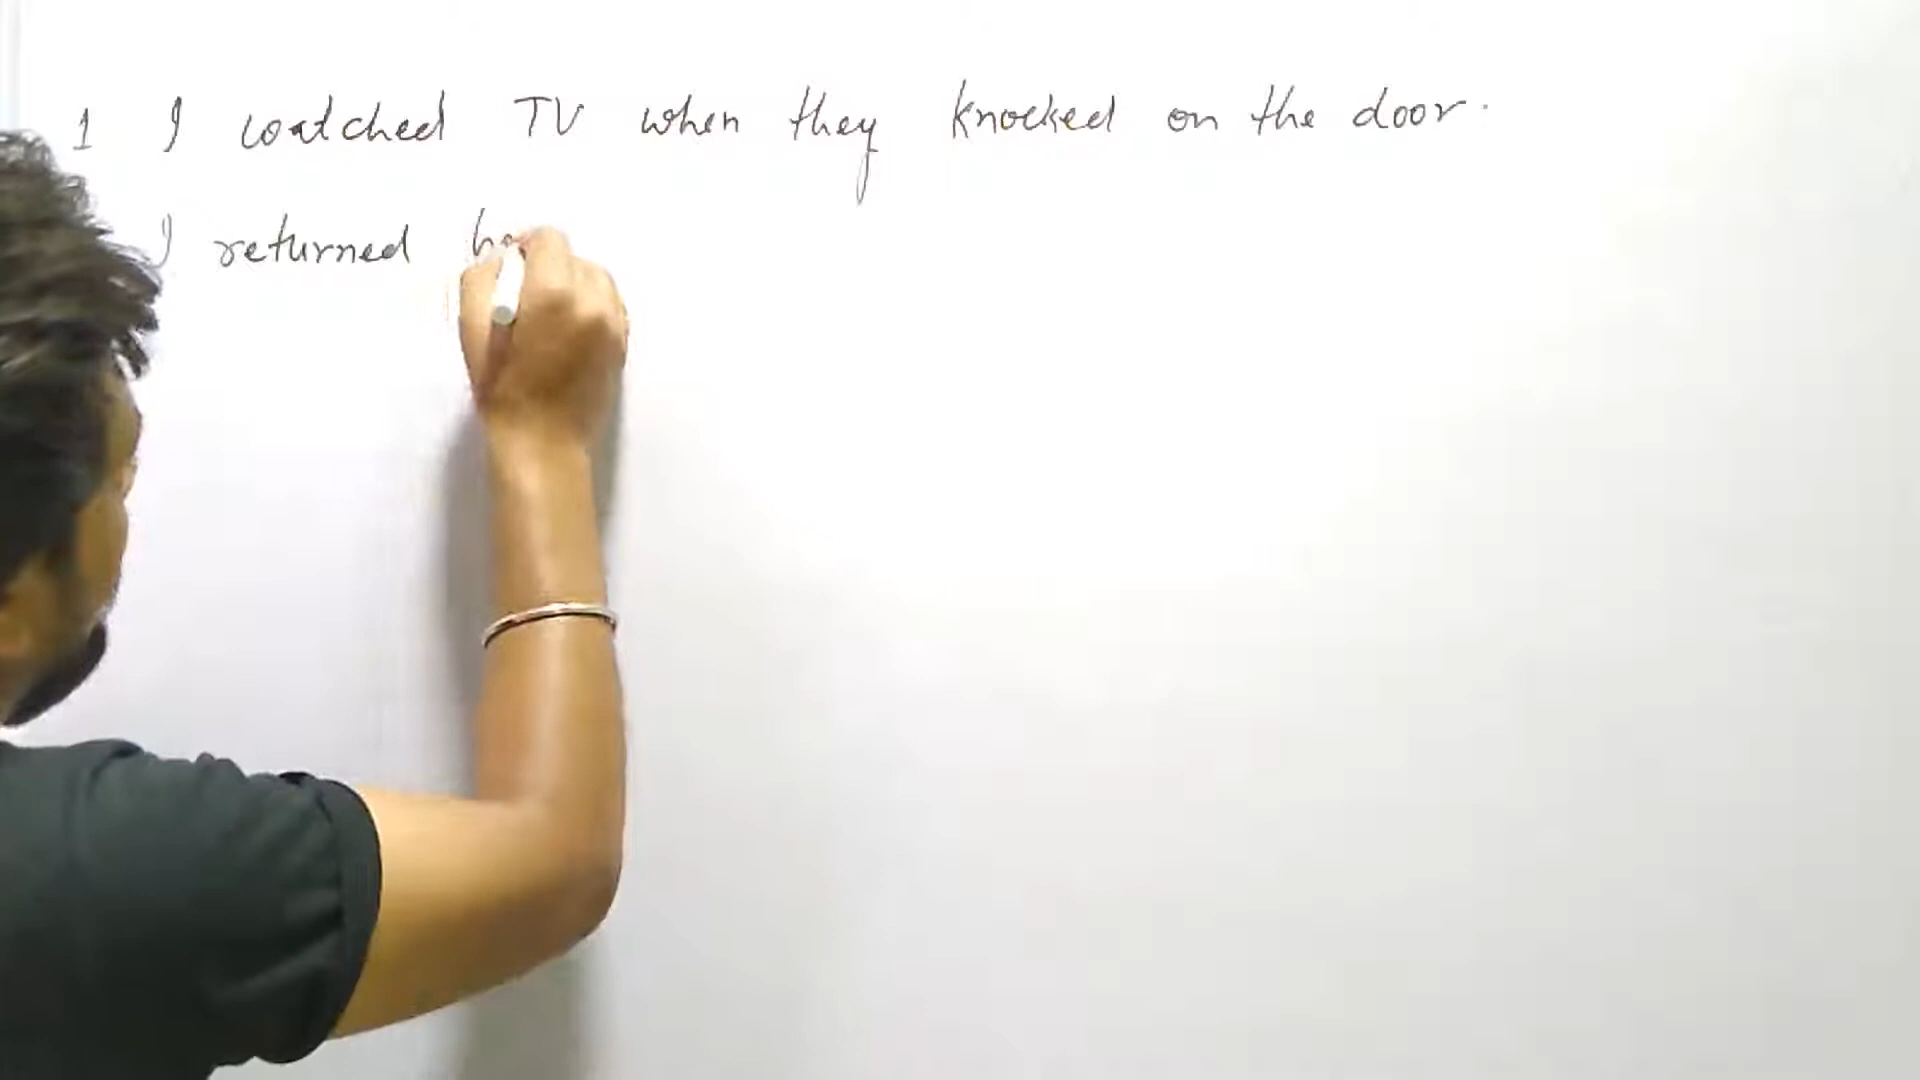 1 I watched TV when they knocked on the door.
I returned